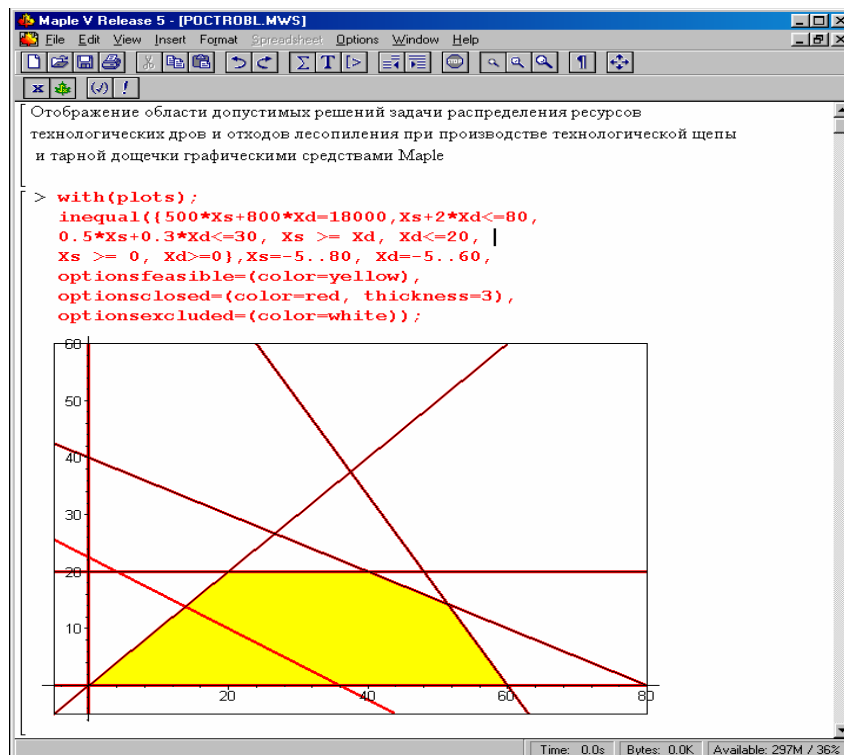 Maple V Release 5 - [POCTROBL.MWS]
File Edit View Insert Format Spreadsheet Options Window Help
Σ T [>
x (√) !
Отображение области допустимых решений задачи распределения ресурсов
технологических дров и отходов лесопиления при производстве технологической щепы
и тарной дощечки графическими средствами Maple
> with(plots);
inequal({500*Xs+800*Xd=18000,Xs+2*Xd<=80,
0.5*Xs+0.3*Xd<=30, Xs >= Xd, Xd<=20,
Xs >= 0, Xd>=0},Xs=-5..80, Xd=-5..60,
optionsfeasible=(color=yellow),
optionsclosed=(color=red, thickness=3),
optionsexcluded=(color=white));
60
50
40
30
20
10
20 40 60 80
Time: 0.0s Bytes: 0.0K Available: 297M / 36%